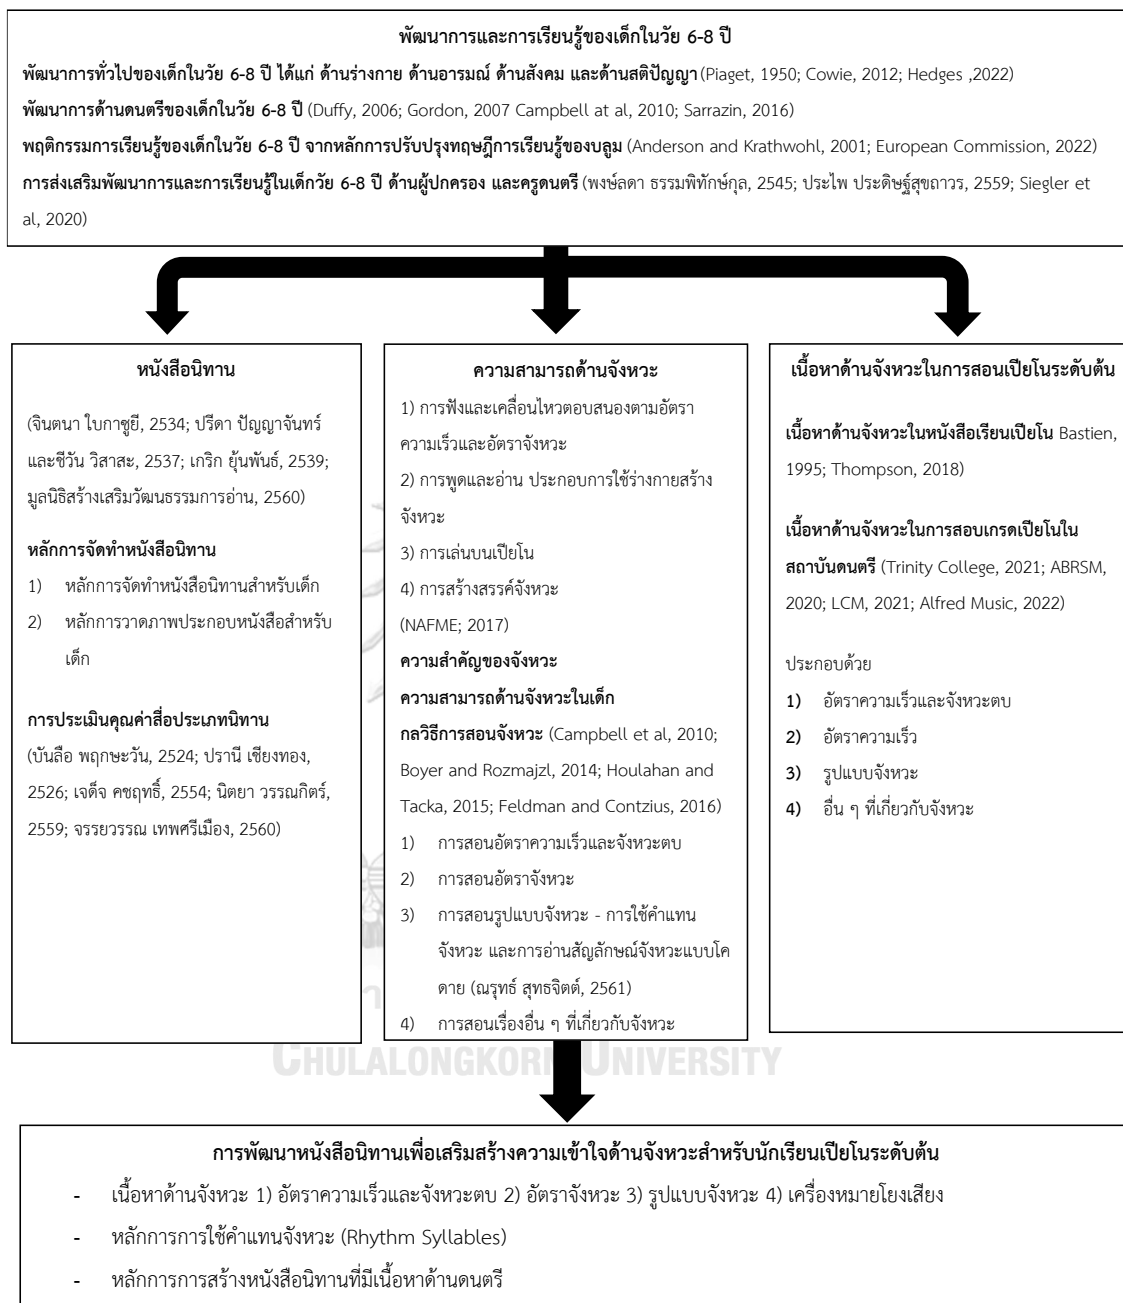 พัฒนาการและการเรียนรู้ของเด็กในวัย 6-8 ปี
พัฒนาการทั่วไปของเด็กในวัย 6-8 ปี ได้แก่ ด้านร่างกาย ด้านอารมณ์ ด้านสังคม และด้านสติปัญญา (Piaget, 1950; Cowie, 2012; Hedges ,2022)
พัฒนาการด้านดนตรีของเด็กในวัย 6-8 ปี (Duffy, 2006; Gordon, 2007 Campbell at al, 2010; Sarrazin, 2016)
พฤติกรรมการเรียนรู้ของเด็กในวัย 6-8 ปี จากหลักการปรับปรุงทฤษฎีการเรียนรู้ของบลูม (Anderson and Krathwohl, 2001; European Commission, 2022)
การส่งเสริมพัฒนาการและการเรียนรู้ในเด็กวัย 6-8 ปี ด้านผู้ปกครอง และครูดนตรี (พงษ์ลดา ธรรมพิทักษ์กุล, 2545; ประไพ ประดิษฐ์สุขถาวร, 2559; Siegler et
al, 2020)
หนังสือนิทาน
(จินตนา ใบกาซูยี, 2534; ปรีดา ปัญญาจันทร์
และชีวัน วิสาสะ, 2537; เกริก ยุ้นพันธ์, 2539;
มูลนิธิสร้างเสริมวัฒนธรรมการอ่าน, 2560)
หลักการจัดทำหนังสือนิทาน
1) หลักการจัดทำหนังสือนิทานสำหรับเด็ก
2) หลักการวาดภาพประกอบหนังสือสำหรับ
เด็ก
การประเมินคุณค่าสื่อประเภทนิทาน
(บันลือ พฤกษะวัน, 2524; ปรานี เชียงทอง,
2526; เจด็จ คชฤทธิ์, 2554; นิตยา วรรณกิตร์,
2559; จรรยวรรณ เทพศรีเมือง, 2560)
ความสามารถด้านจังหวะ
1) การฟังและเคลื่อนไหวตอบสนองตามอัตรา
ความเร็วและอัตราจังหวะ
2) การพูดและอ่าน ประกอบการใช้ร่างกายสร้าง
จังหวะ
3) การเล่นบนเปียโน
4) การสร้างสรรค์จังหวะ
(NAFME; 2017)
ความสำคัญของจังหวะ
ความสามารถด้านจังหวะในเด็ก
กลวิธีการสอนจังหวะ (Campbell et al, 2010;
Boyer and Rozmajzl, 2014; Houlahan and
Tacka, 2015; Feldman and Contzius, 2016)
1) การสอนอัตราความเร็วและจังหวะตบ
2) การสอนอัตราจังหวะ
3) การสอนรูปแบบจังหวะ - การใช้คำแทน
จังหวะ และการอ่านสัญลักษณ์จังหวะแบบโค
ดาย (ณรุทธ์ สุทธจิตต์, 2561)
4) การสอนเรื่องอื่น ๆ ที่เกี่ยวกับจังหวะ
เนื้อหาด้านจังหวะในการสอนเปียโนระดับต้น
เนื้อหาด้านจังหวะในหนังสือเรียนเปียโน Bastien,
1995; Thompson, 2018)
เนื้อหาด้านจังหวะในการสอบเกรดเปียโนใน
สถาบันดนตรี (Trinity College, 2021; ABRSM,
2020; LCM, 2021; Alfred Music, 2022)
ประกอบด้วย
1) อัตราความเร็วและจังหวะตบ
2) อัตราความเร็ว
3) รูปแบบจังหวะ
4) อื่น ๆ ที่เกี่ยวกับจังหวะ
CHULALONGKORN UNIVERSITY
การพัฒนาหนังสือนิทานเพื่อเสริมสร้างความเข้าใจด้านจังหวะสำหรับนักเรียนเปียโนระดับต้น
- เนื้อหาด้านจังหวะ 1) อัตราความเร็วและจังหวะตบ 2) อัตราจังหวะ 3) รูปแบบจังหวะ 4) เครื่องหมายโยงเสียง
- หลักการการใช้คำแทนจังหวะ (Rhythm Syllables)
- หลักการการสร้างหนังสือนิทานที่มีเนื้อหาด้านดนตรี